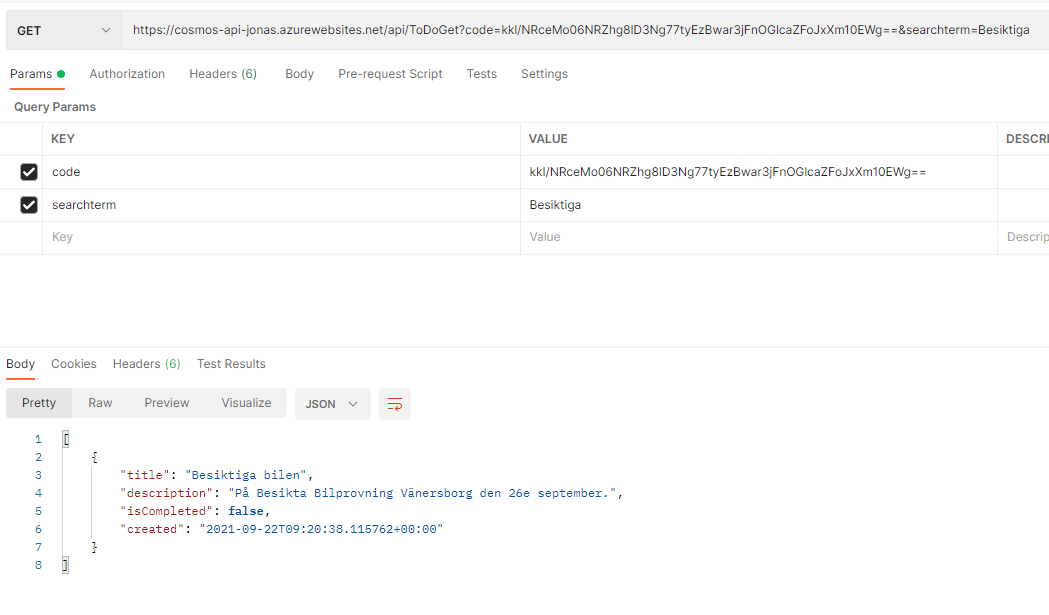 GET https://cosmos-api-jonas.azurewebsites.net/api/ToDoGet?code=kkl/NRceMo06NRZhg8lD3Ng77tyEzBwar3jFnOGlcaZFoJxXm10EWg==&searchterm=Besiktiga
Params Authorization Headers (6) Body Pre-request Script Tests Settings
Query Params
KEY VALUE DESCRI
code kkl/NRceMo06NRZhg8lD3Ng77tyEzBwar3jFnOGlcaZFoJxXm10EWg==
searchterm Besiktiga
Key Value Descrip
Body Cookies Headers (6) Test Results
Pretty Raw Preview Visualize JSON
1 [
2 {
3 "title": "Besiktiga bilen",
4 "description": "På Besikta Bilprovning Vänersborg den 26e september.",
5 "isCompleted": false,
6 "created": "2021-09-22T09:20:38.115762+00:00"
7 }
8 ]